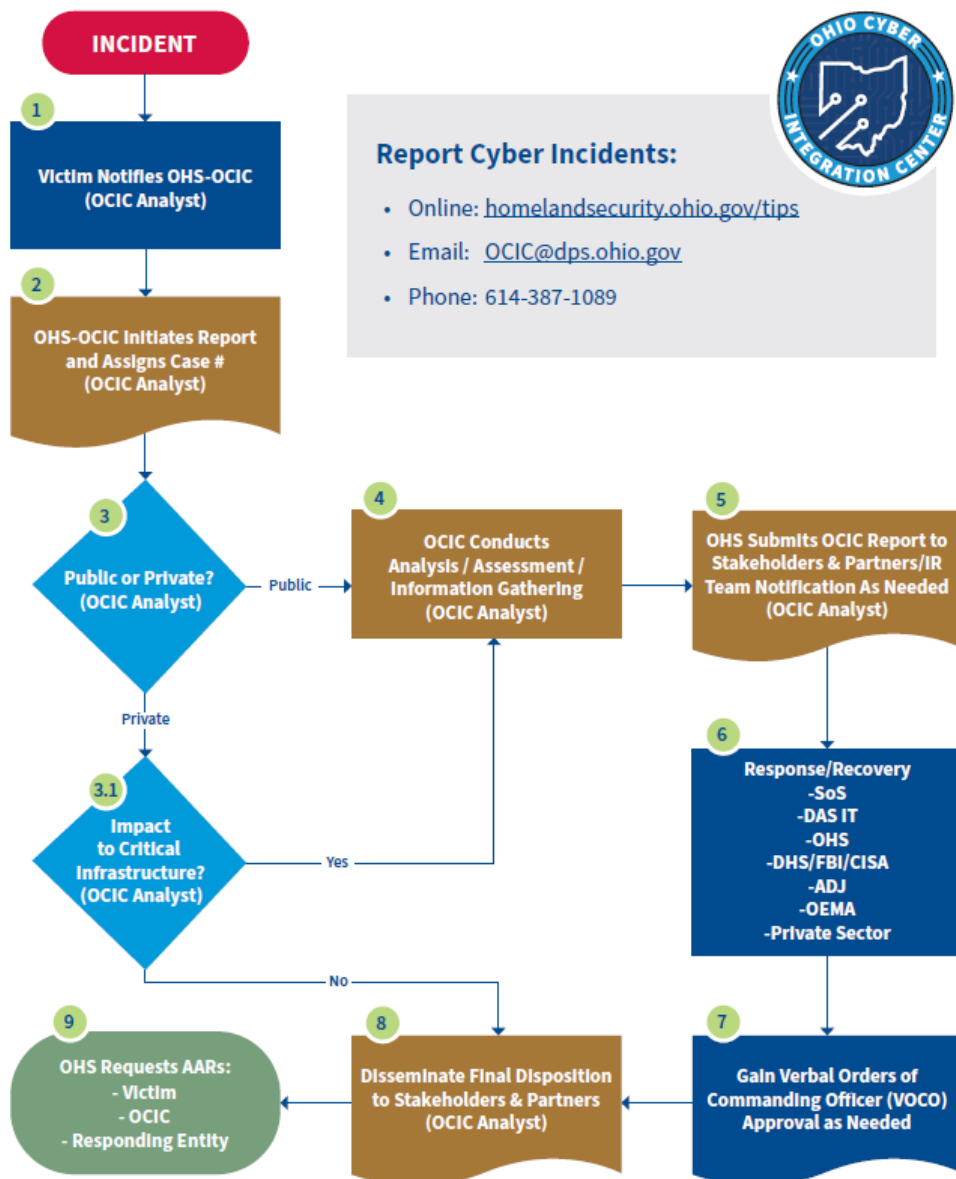 INCIDENT
OHIO CYBER
INTEGRATION CENTER
Report Cyber Incidents:
• Online: homelandsecurity.ohio.gov/tips
• Email: OCIC@dps.ohio.gov
• Phone: 614-387-1089
1
Victim Notifies OHS-OCIC
(OCIC Analyst)
2
OHS-OCIC Initiates Report
and Assigns Case #
(OCIC Analyst)
3
Public or Private?
(OCIC Analyst)
Public
Private
4
OCIC Conducts
Analysis / Assessment /
Information Gathering
(OCIC Analyst)
5
OHS Submits OCIC Report to
Stakeholders & Partners/IR
Team Notification As Needed
(OCIC Analyst)
3.1
Impact
to Critical
Infrastructure?
(OCIC Analyst)
Yes
No
6
Response/Recovery
-SoS
-DAS IT
-OHS
-DHS/FBI/CISA
-ADJ
-OEMA
-Private Sector
7
Gain Verbal Orders of
Commanding Officer (VOCO)
Approval as Needed
8
Disseminate Final Disposition
to Stakeholders & Partners
(OCIC Analyst)
9
OHS Requests AARs:
- Victim
- OCIC
- Responding Entity